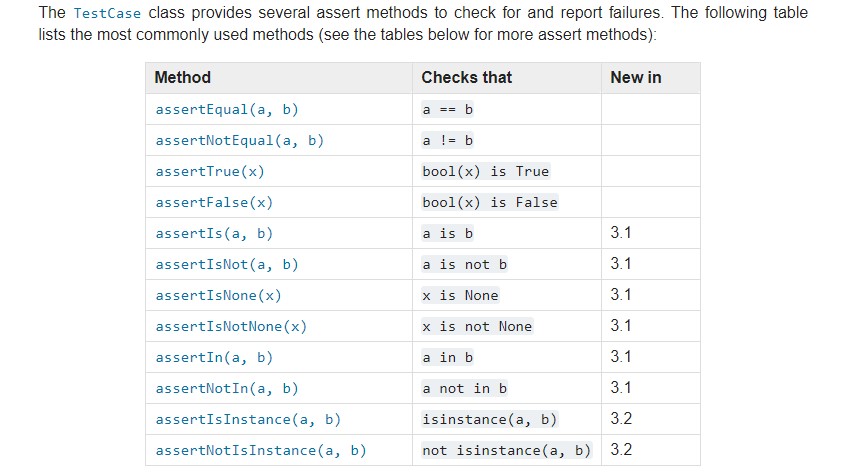 The TestCase class provides several assert methods to check for and report failures. The following table
lists the most commonly used methods (see the tables below for more assert methods):
Method Checks that New in
assertEqual(a, b) a == b
assertNotEqual(a, b) a != b
assertTrue(x) bool(x) is True
assertFalse(x) bool(x) is False
assertIs(a, b) a is b 3.1
assertIsNot(a, b) a is not b 3.1
assertIsNone(x) x is None 3.1
assertIsNotNone(x) x is not None 3.1
assertIn(a, b) a in b 3.1
assertNotIn(a, b) a not in b 3.1
assertIsInstance(a, b) isinstance(a, b) 3.2
assertNotIsInstance(a, b) not isinstance(a, b) 3.2